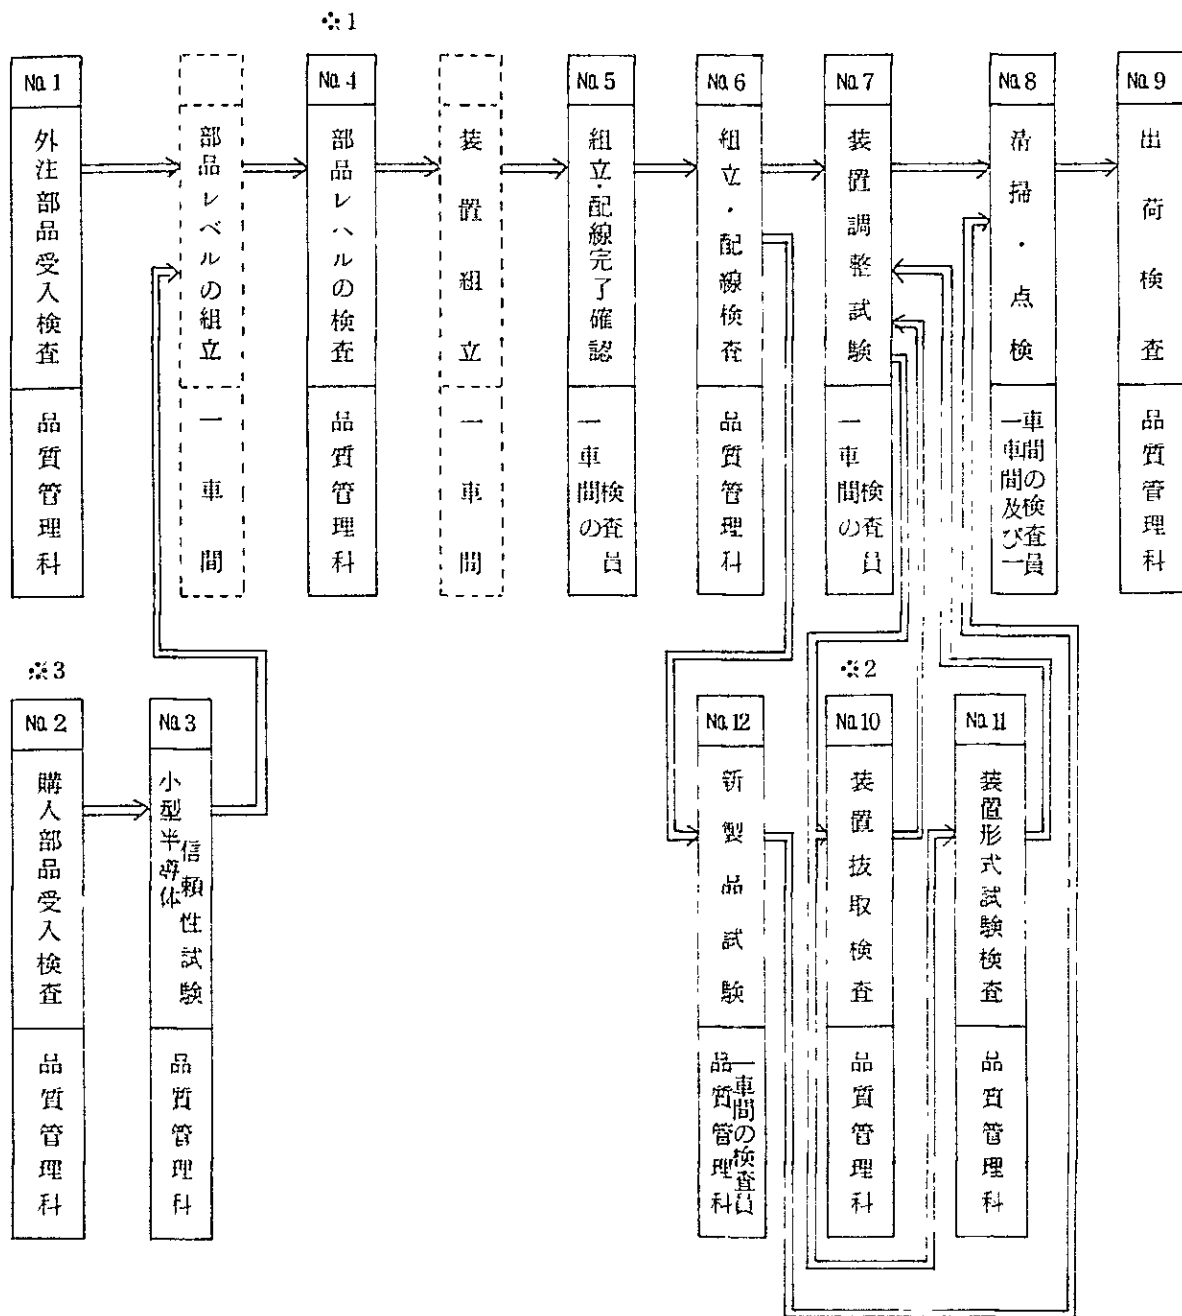 ※1
No.1
外注部品受入検査
品質管理科
部品レベルの組立
一車間
No.4
部品レハルの検査
品質管理科
装置組立
一車間
No.5
組立・配線完了確認
一車間の
検査員
No.6
組立・配線検査
品質管理科
No.7
装置調整試験
一車間の
検査員
No.8
清掃・点検
一車間及び一
車間の検査員
No.9
出荷検査
品質管理科
※3
No.2
購入部品受入検査
品質管理科
No.3
小型半導体
信頼性試験
品質管理科
No.12
新製品試験
品質管理科
一車間の検査員
※2
No.10
装置抜取検査
品質管理科
No.11
装置形式試験検査
品質管理科